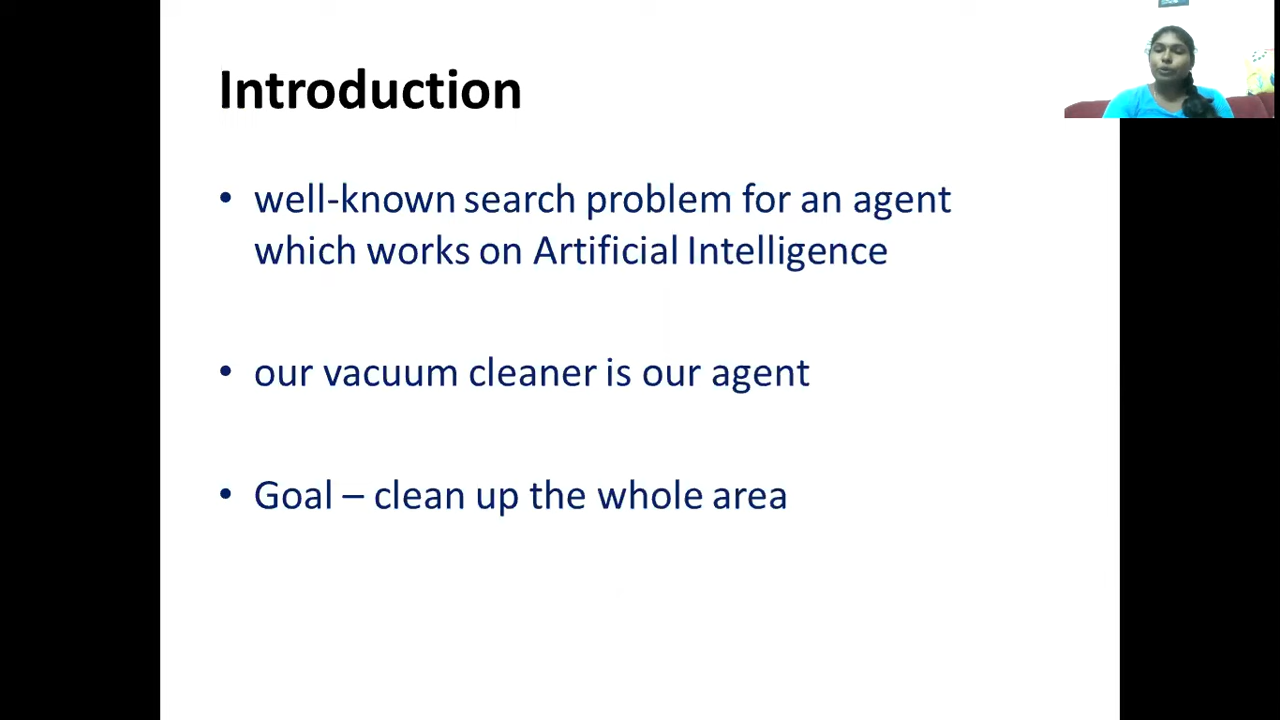 Introduction
• well-known search problem for an agent
which works on Artificial Intelligence
• our vacuum cleaner is our agent
• Goal – clean up the whole area